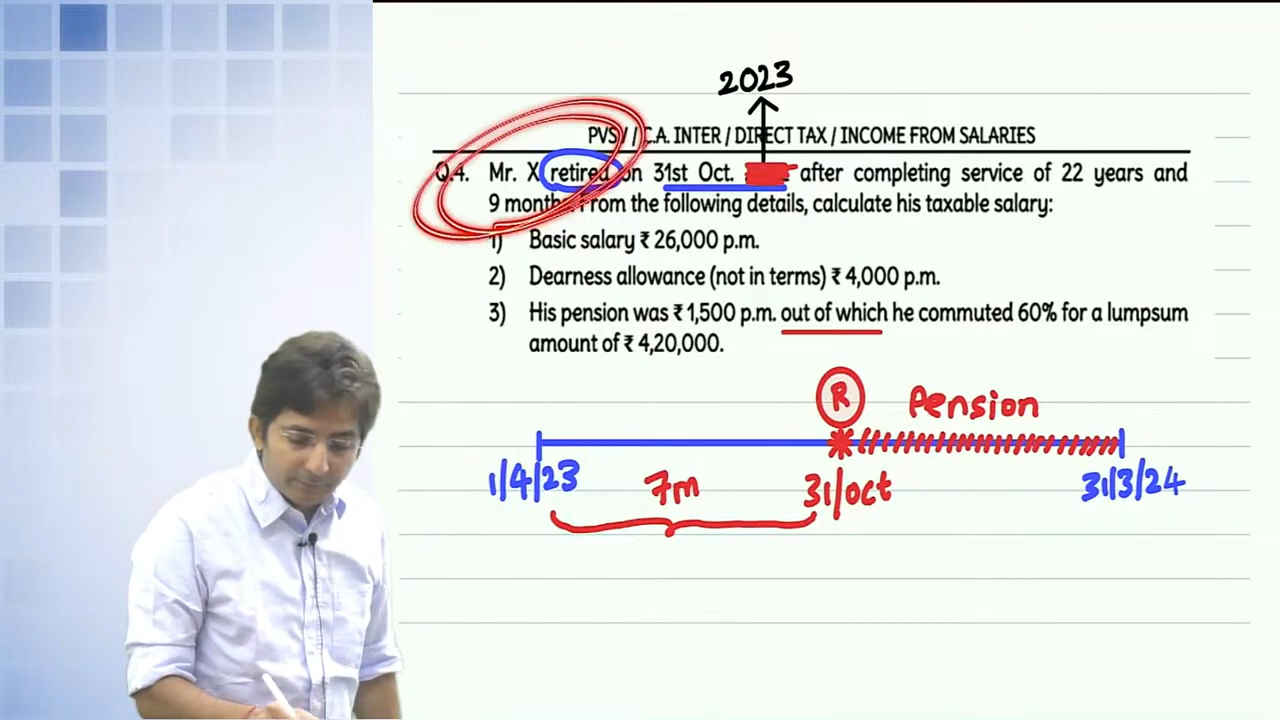 2023
PVS / / C.A. INTER / DIRECT TAX / INCOME FROM SALARIES
Q.4. Mr. X retired on 31st Oct. after completing service of 22 years and
9 months. From the following details, calculate his taxable salary:
1) Basic salary ₹ 26,000 p.m.
2) Dearness allowance (not in terms) ₹ 4,000 p.m.
3) His pension was ₹ 1,500 p.m. out of which he commuted 60% for a lumpsum
amount of ₹ 4,20,000.
R Pension
1/4/23 7m 31/oct 31/3/24